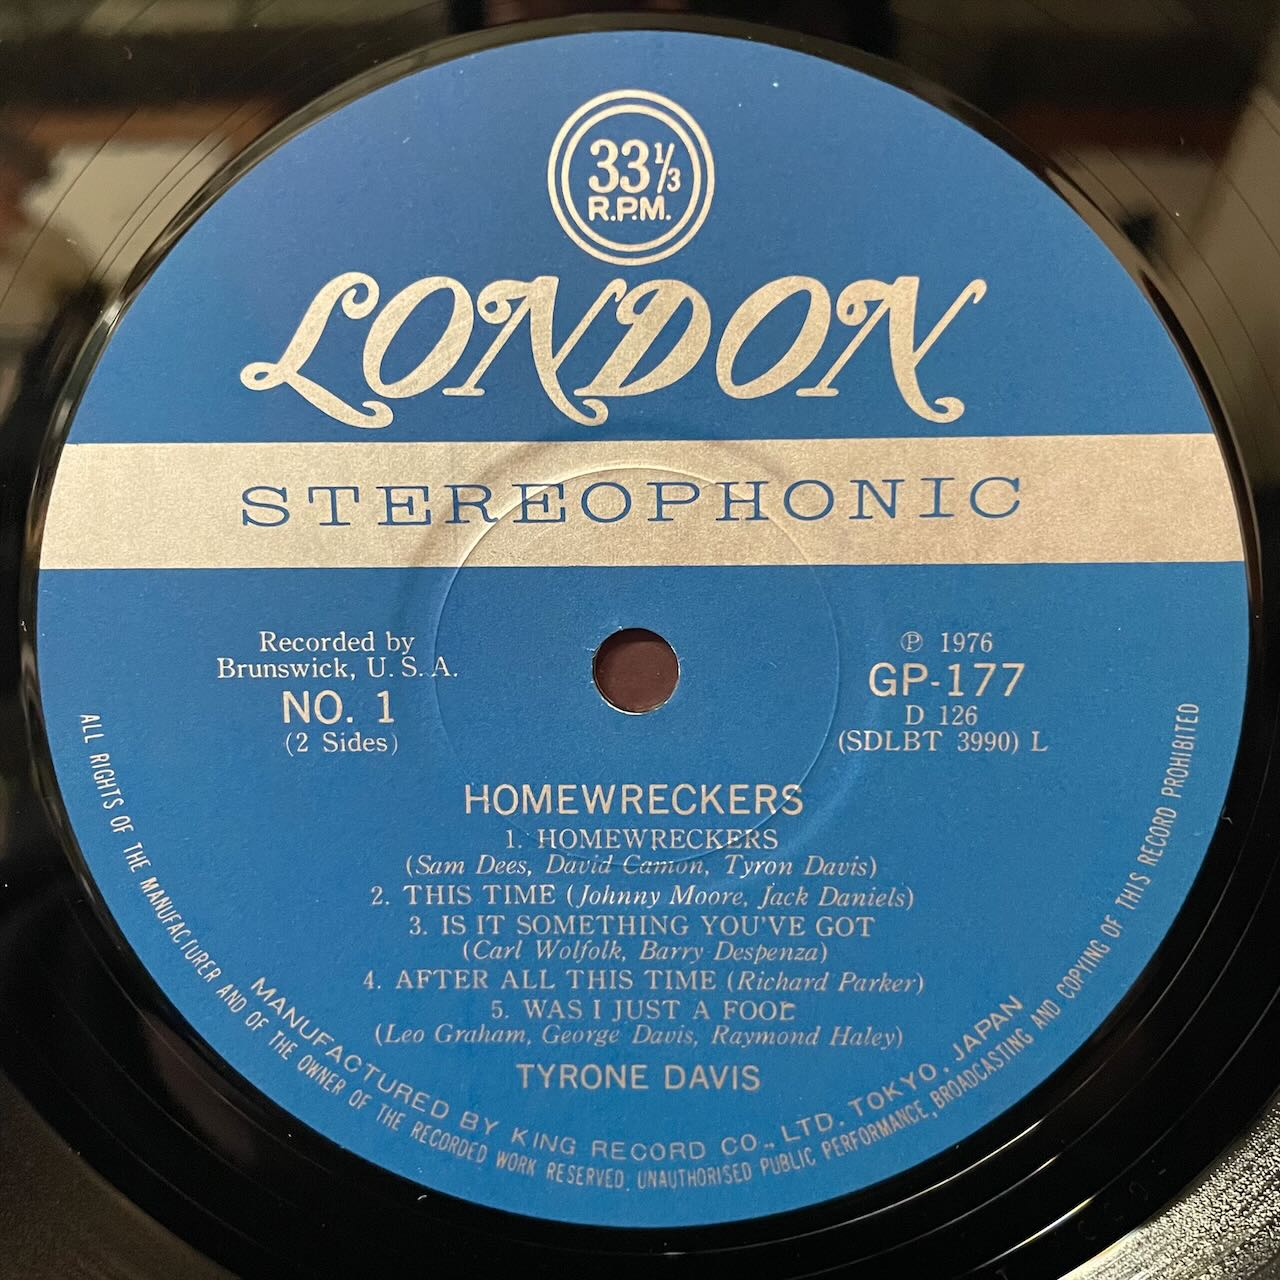 33⅓
R.P.M.
LONDON
STEREOPHONIC
Recorded by
Brunswick, U. S. A.
NO. 1
(2 Sides)
℗ 1976
GP-177
D 126
(SDLBT 3990) L
HOMEWRECKERS
1. HOMEWRECKERS
(Sam Dees, David Camon, Tyron Davis)
2. THIS TIME (Johnny Moore, Jack Daniels)
3. IS IT SOMETHING YOU'VE GOT
(Carl Wolfolk, Barry Despenza)
4. AFTER ALL THIS TIME (Richard Parker)
5. WAS I JUST A FOOL
(Leo Graham, George Davis, Raymond Haley)
TYRONE DAVIS
MANUFACTURED BY KING RECORD CO., LTD. TOKYO, JAPAN
ALL RIGHTS OF THE MANUFACTURER AND OF THE OWNER OF THE RECORDED WORK RESERVED. UNAUTHORISED PUBLIC PERFORMANCE, BROADCASTING AND COPYING OF THIS RECORD PROHIBITED